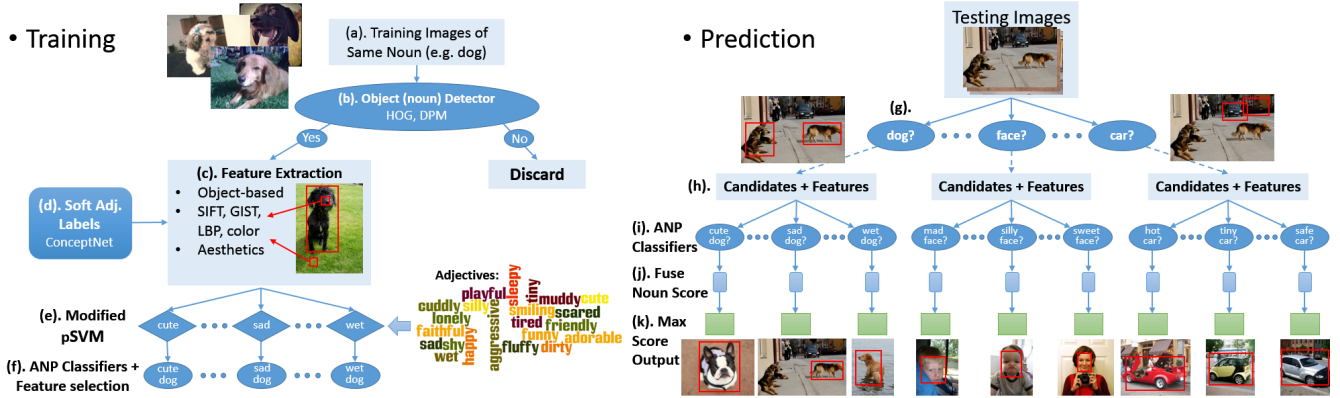 • Training
(a). Training Images of
Same Noun (e.g. dog)
(b). Object (noun) Detector
HOG, DPM
Yes
No
(c). Feature Extraction
• Object-based
• SIFT, GIST,
LBP, color
• Aesthetics
Discard
(d). Soft Adj.
Labels
ConceptNet
Adjectives:
sleepy
tiny
playful
muddy
cute
cuddly
silly
aggressive
smiling
scared
lonely
tired
friendly
faithful
happy
funny
adorable
sad
shy
fluffy
dirty
wet
(e). Modified
pSVM
cute
sad
wet
(f). ANP Classifiers +
Feature selection
cute
dog
sad
dog
wet
dog
• Prediction
Testing Images
(g).
dog?
face?
car?
(h).
Candidates + Features
Candidates + Features
Candidates + Features
(i). ANP
Classifiers
cute
dog?
sad
dog?
wet
dog?
mad
face?
silly
face?
sweet
face?
hot
car?
tiny
car?
safe
car?
(j). Fuse
Noun Score
(k). Max
Score
Output